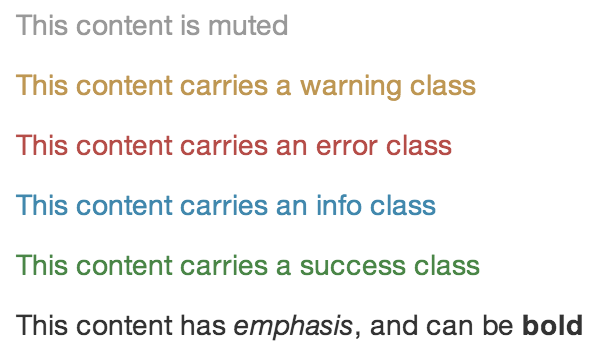 This content is muted
This content carries a warning class
This content carries an error class
This content carries an info class
This content carries a success class
This content has emphasis, and can be bold